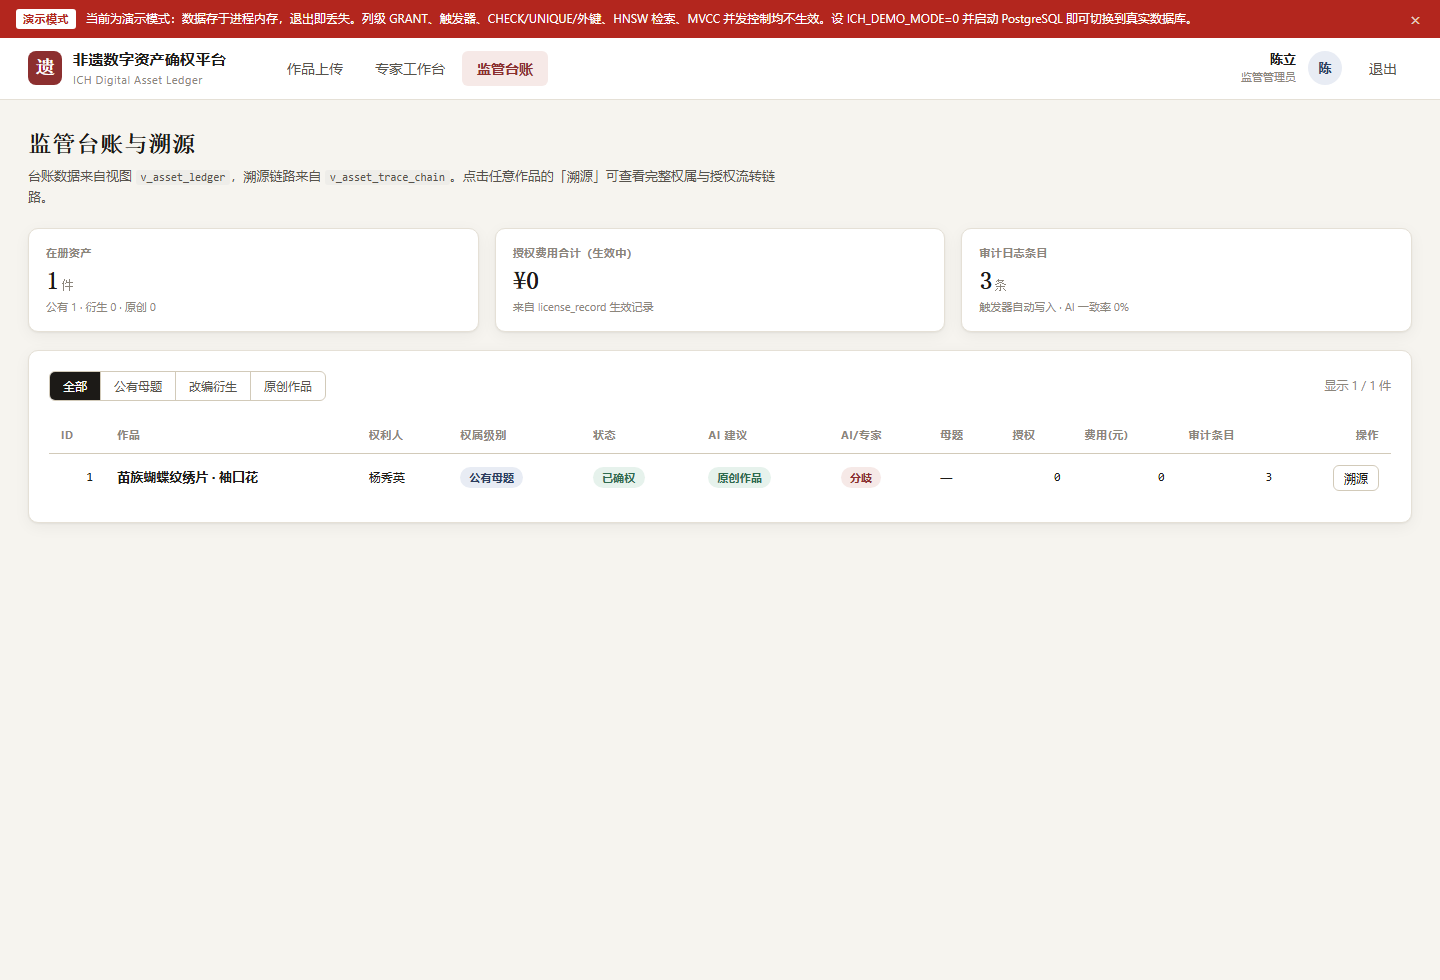 演示模式 当前为演示模式：数据存于进程内存，退出即丢失。列级 GRANT、触发器、CHECK/UNIQUE/外键、HNSW 检索、MVCC 并发控制均不生效。设 ICH_DEMO_MODE=0 并启动 PostgreSQL 即可切换到真实数据库。 ×
遗 非遗数字资产确权平台
ICH Digital Asset Ledger
作品上传 专家工作台 监管台账
陈立
监管管理员
陈 退出
监管台账与溯源
台账数据来自视图 v_asset_ledger ，溯源链路来自 v_asset_trace_chain 。点击任意作品的「溯源」可查看完整权属与授权流转链
路。
在册资产
1 件
公有 1 · 衍生 0 · 原创 0
授权费用合计（生效中）
¥0
来自 license_record 生效记录
审计日志条目
3 条
触发器自动写入 · AI 一致率 0%
全部 公有母题 改编衍生 原创作品 显示 1 / 1 件
ID 作品 权利人 权属级别 状态 AI 建议 AI/专家 母题 授权 费用(元) 审计条目 操作
1 苗族蝴蝶纹绣片 · 袖口花 杨秀英 公有母题 已确权 原创作品 分歧 — 0 0 3 溯源